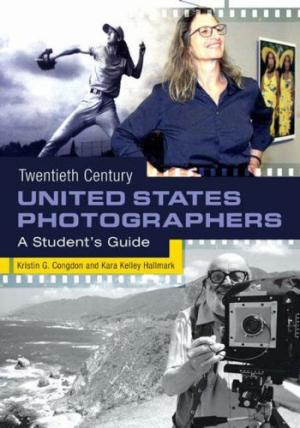 Twentieth Century
UNITED STATES
PHOTOGRAPHERS
A Student's Guide
Kristin G. Congdon and Kara Kelley Hallmark